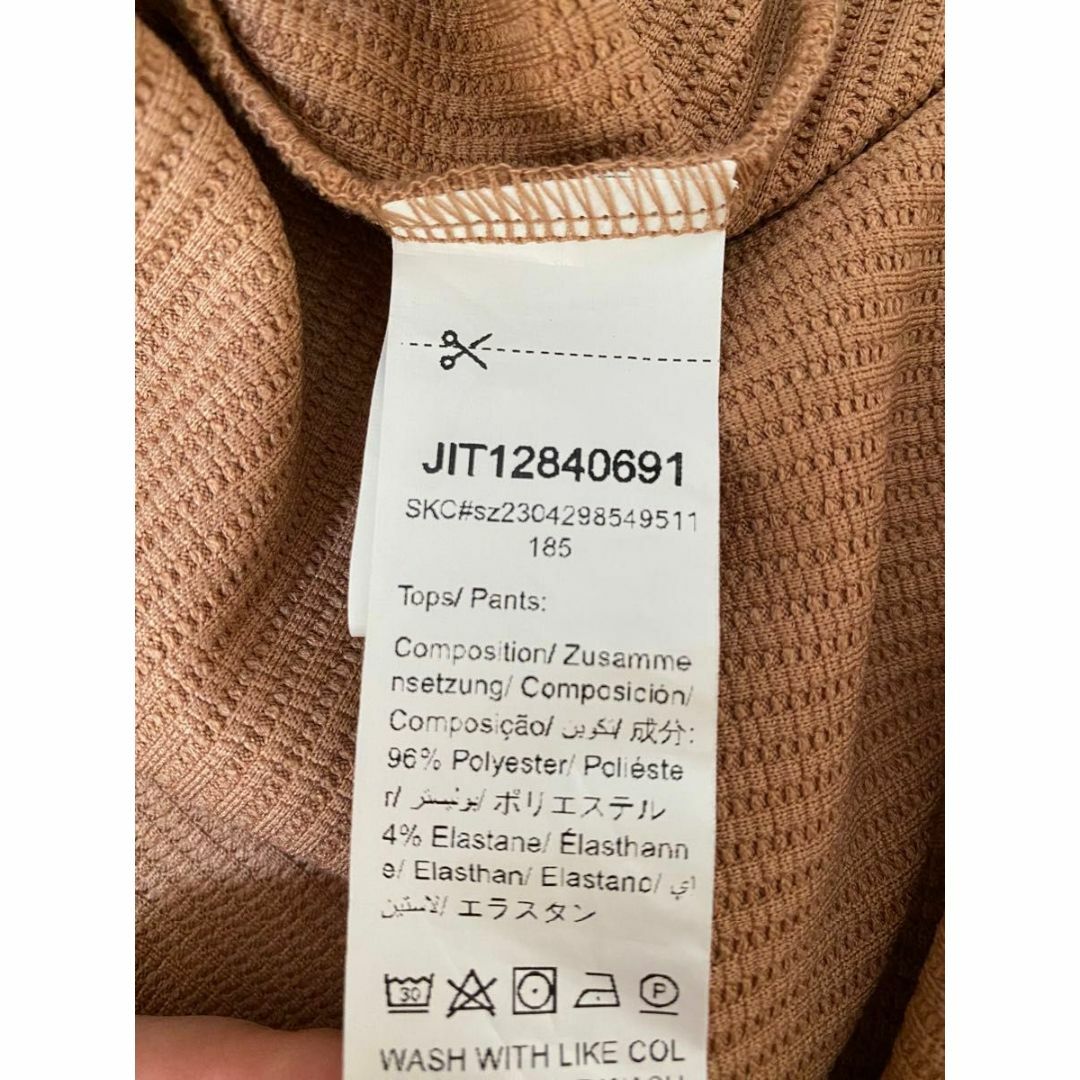 JIT12840691
SKC#sz2304298549511
185
Tops/ Pants:
Composition/ Zusamme
nsetzung/ Composición/
Composição/ تكوين/ 成分:
96% Polyester/ Poliéste
r/ بوليستر/ ポリエステル
4% Elastane/ Élasthann
e/ Elasthan/ Elastano/
エラスタン
30
P
WASH WITH LIKE COL